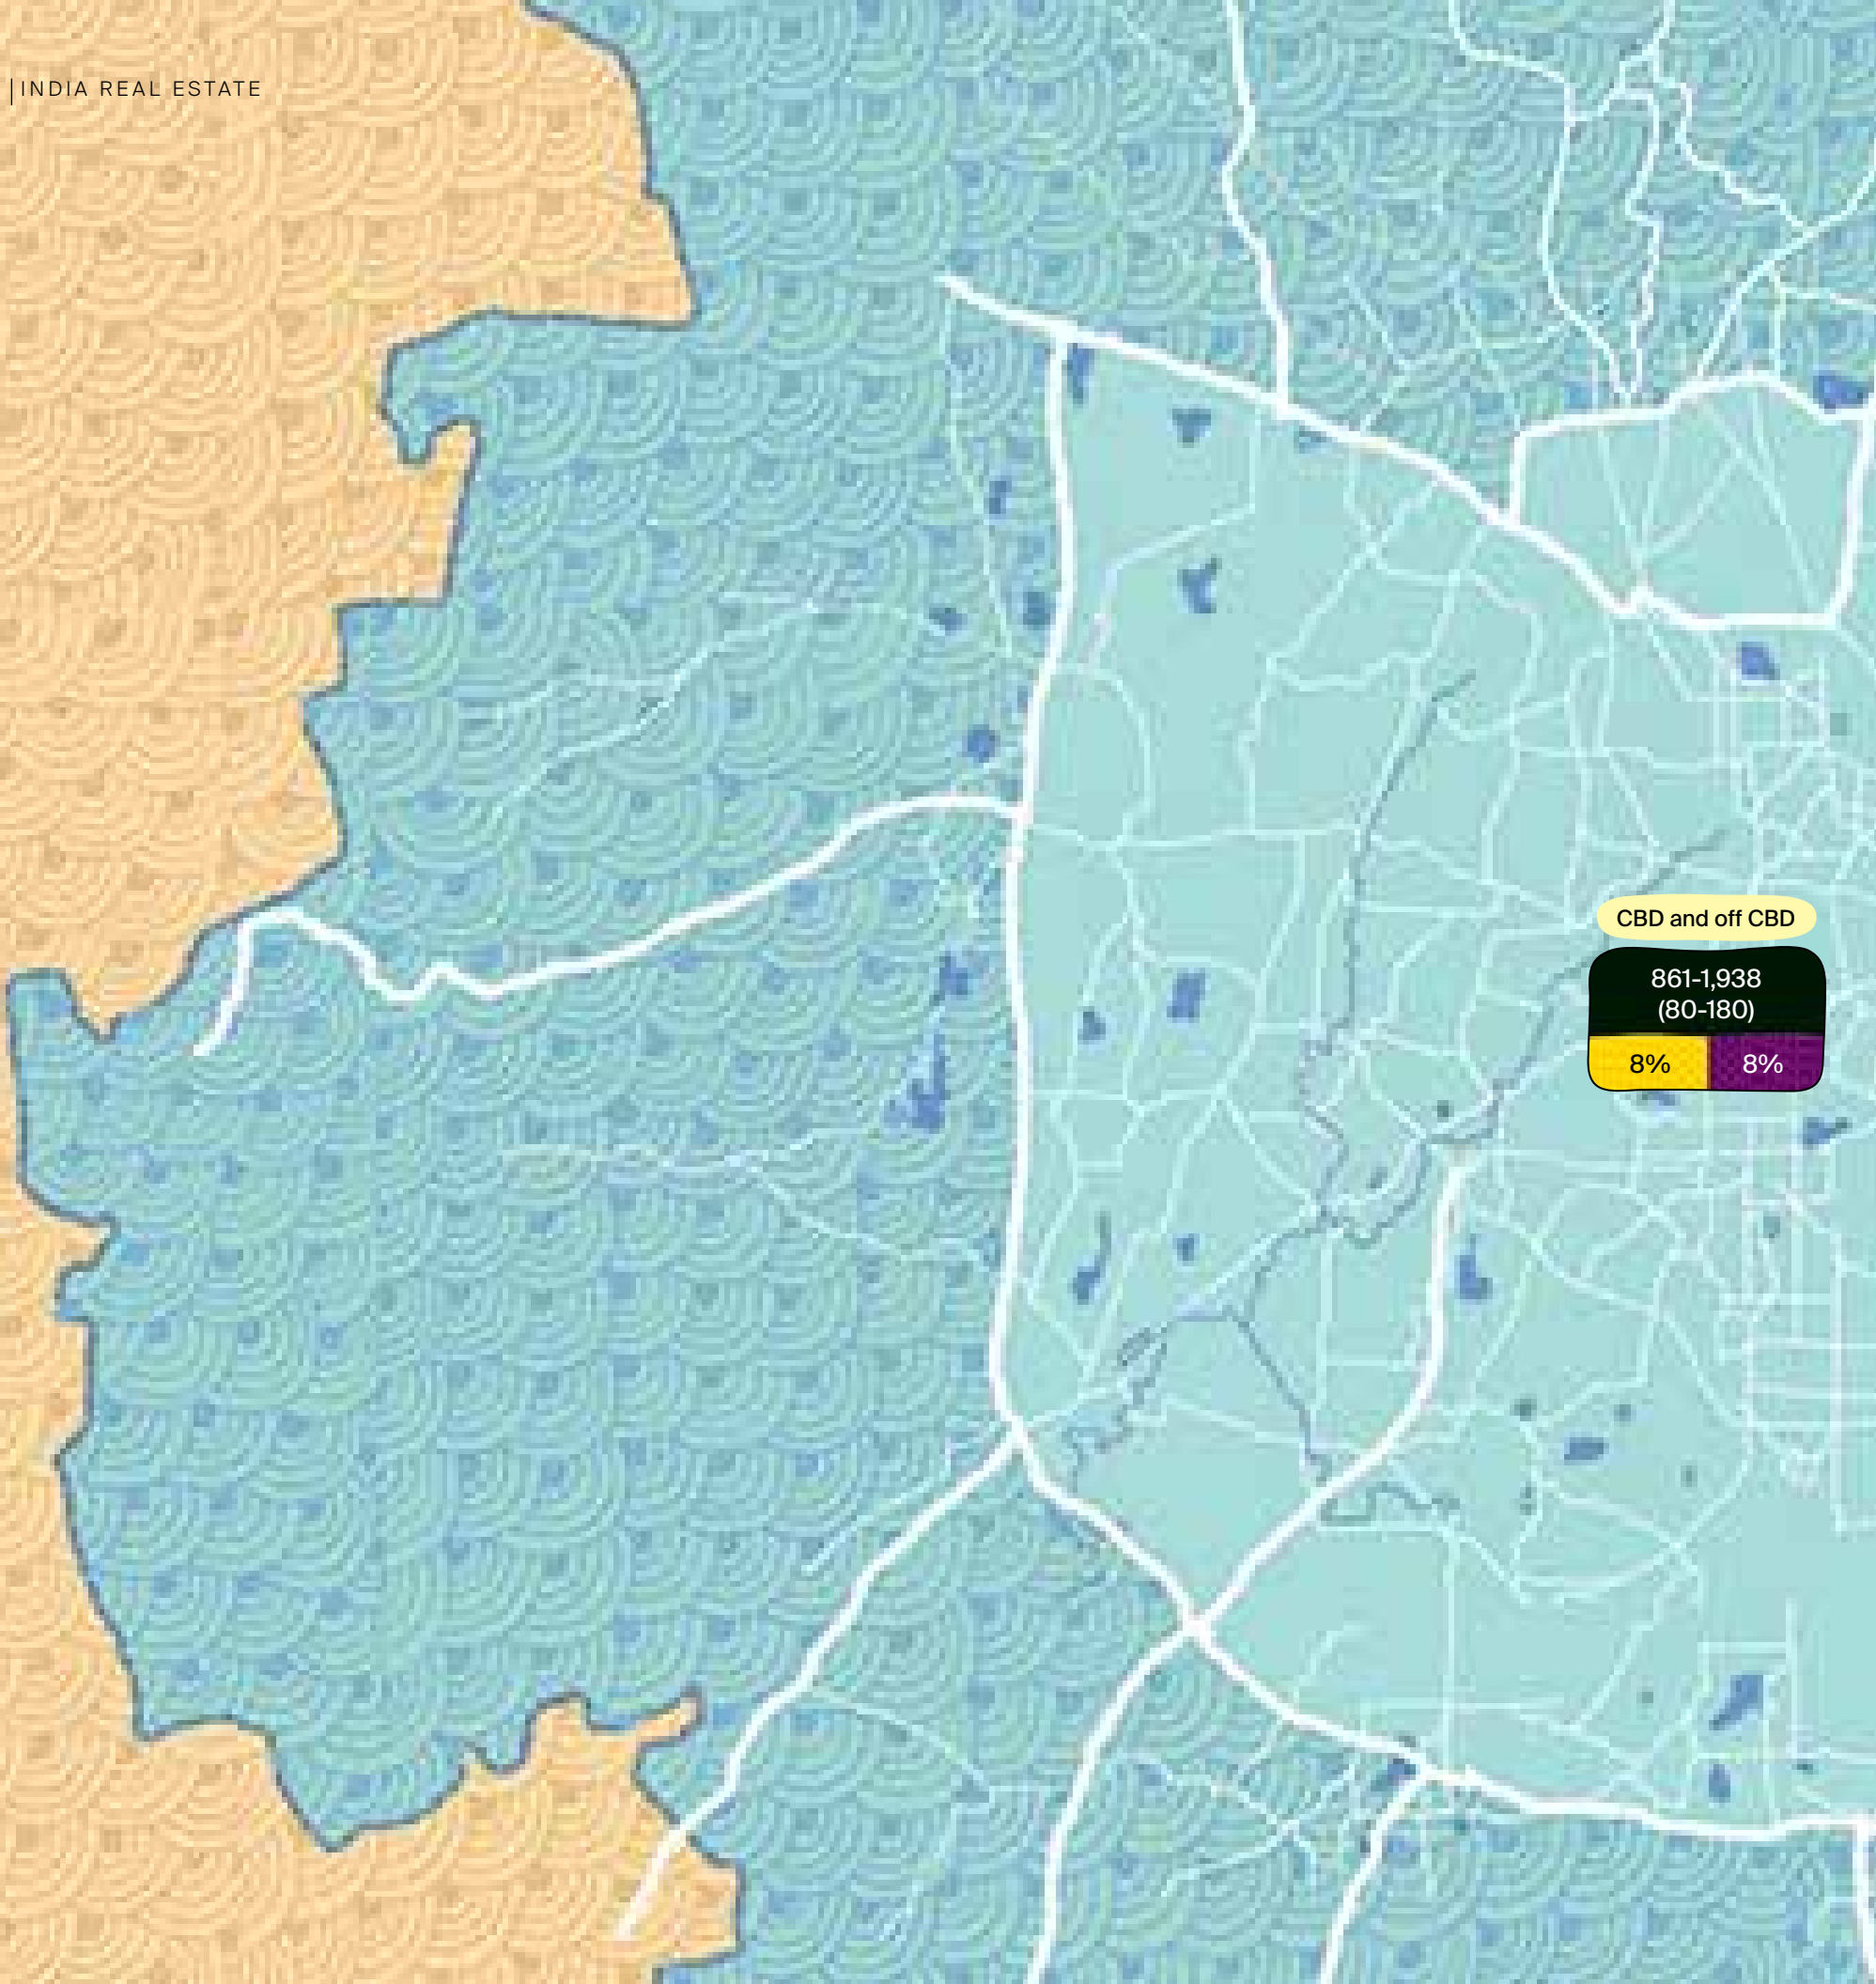 INDIA REAL ESTATE
CBD and off CBD
861-1,938
(80-180)
8% 8%